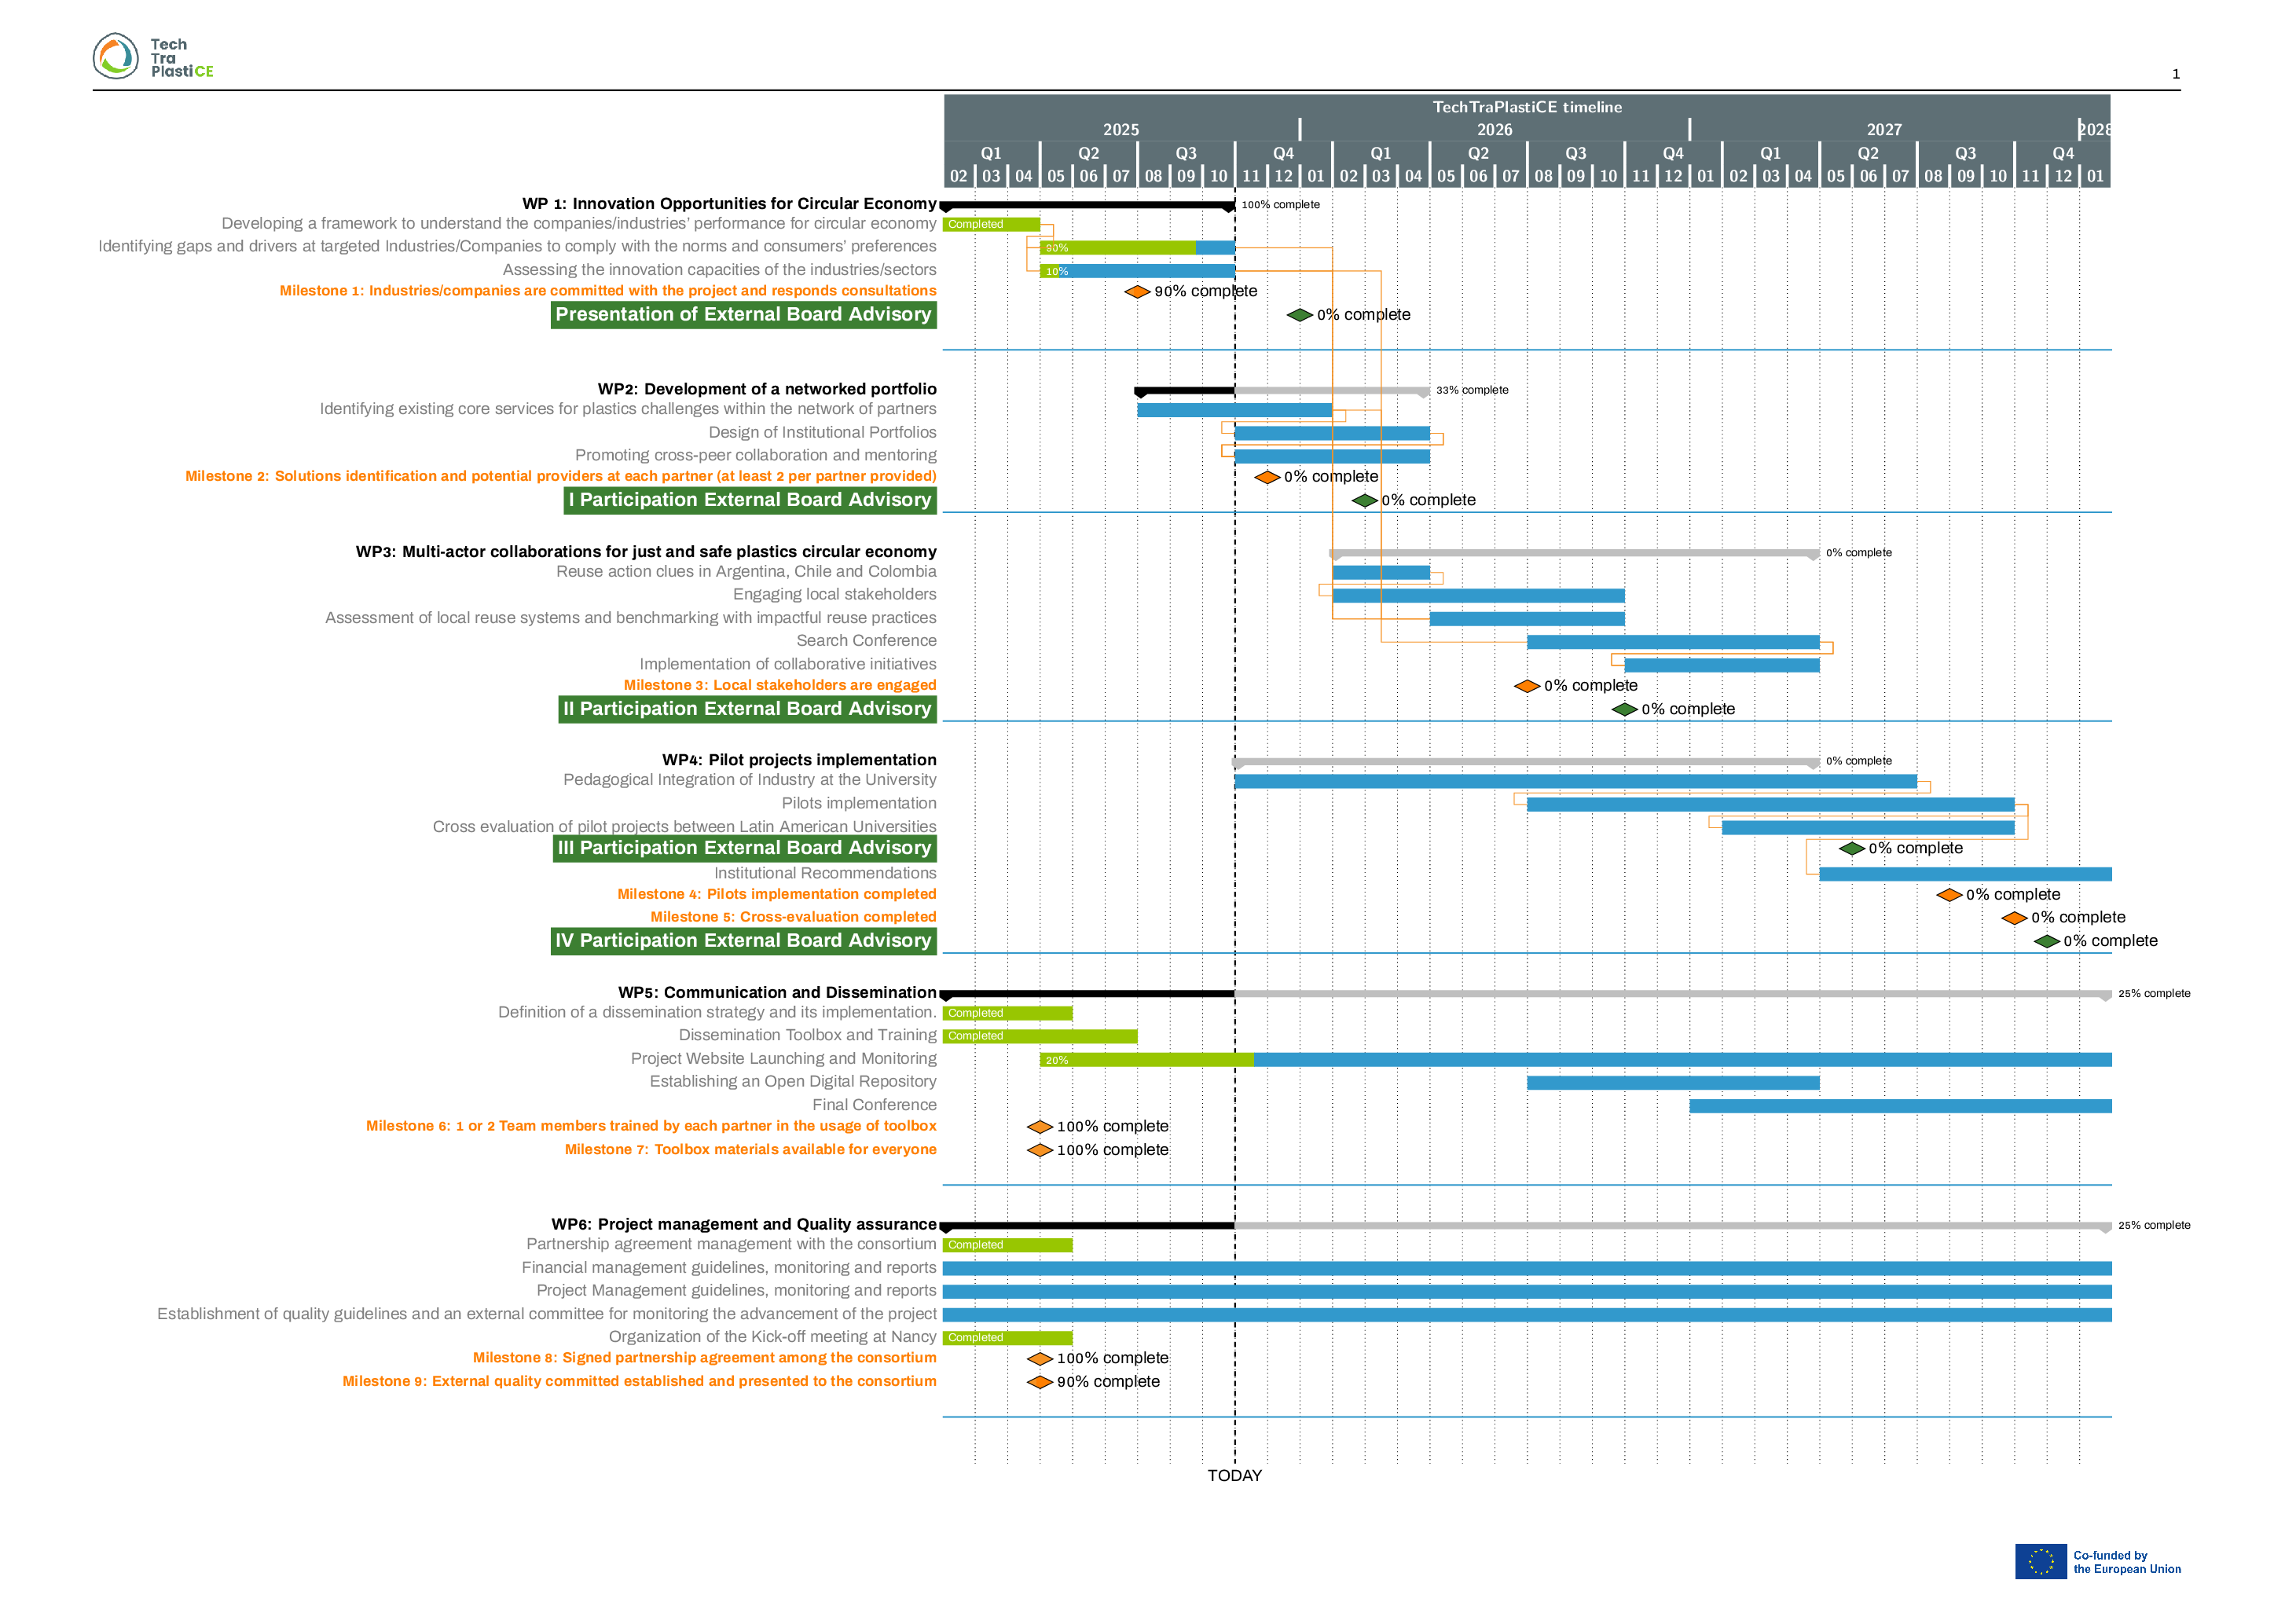 Tech
Tra
PlastiCE
1
TechTraPlastiCE timeline
2025 2026 2027 2028
Q1 Q2 Q3 Q4 Q1 Q2 Q3 Q4 Q1 Q2 Q3 Q4
02 03 04 05 06 07 08 09 10 11 12 01 02 03 04 05 06 07 08 09 10 11 12 01 02 03 04 05 06 07 08 09 10 11 12 01
WP 1: Innovation Opportunities for Circular Economy 100% complete
Developing a framework to understand the companies/industries’ performance for circular economy Completed
Identifying gaps and drivers at targeted Industries/Companies to comply with the norms and consumers’ preferences
Assessing the innovation capacities of the industries/sectors 10%
Milestone 1: Industries/companies are committed with the project and responds consultations 90% complete
Presentation of External Board Advisory 0% complete
WP2: Development of a networked portfolio 33% complete
Identifying existing core services for plastics challenges within the network of partners
Design of Institutional Portfolios
Promoting cross-peer collaboration and mentoring
Milestone 2: Solutions identification and potential providers at each partner (at least 2 per partner provided) 0% complete
I Participation External Board Advisory 0% complete
WP3: Multi-actor collaborations for just and safe plastics circular economy 0% complete
Reuse action clues in Argentina, Chile and Colombia
Engaging local stakeholders
Assessment of local reuse systems and benchmarking with impactful reuse practices
Search Conference
Implementation of collaborative initiatives
Milestone 3: Local stakeholders are engaged 0% complete
II Participation External Board Advisory 0% complete
WP4: Pilot projects implementation 0% complete
Pedagogical Integration of Industry at the University
Pilots implementation
Cross evaluation of pilot projects between Latin American Universities
III Participation External Board Advisory 0% complete
Institutional Recommendations
Milestone 4: Pilots implementation completed 0% complete
Milestone 5: Cross-evaluation completed 0% complete
IV Participation External Board Advisory 0% complete
WP5: Communication and Dissemination 25% complete
Definition of a dissemination strategy and its implementation. Completed
Dissemination Toolbox and Training Completed
Project Website Launching and Monitoring 20%
Establishing an Open Digital Repository
Final Conference
Milestone 6: 1 or 2 Team members trained by each partner in the usage of toolbox 100% complete
Milestone 7: Toolbox materials available for everyone 100% complete
WP6: Project management and Quality assurance 25% complete
Partnership agreement management with the consortium Completed
Financial management guidelines, monitoring and reports
Project Management guidelines, monitoring and reports
Establishment of quality guidelines and an external committee for monitoring the advancement of the project
Organization of the Kick-off meeting at Nancy Completed
Milestone 8: Signed partnership agreement among the consortium 100% complete
Milestone 9: External quality committed established and presented to the consortium 90% complete
TODAY
Co-funded by
the European Union